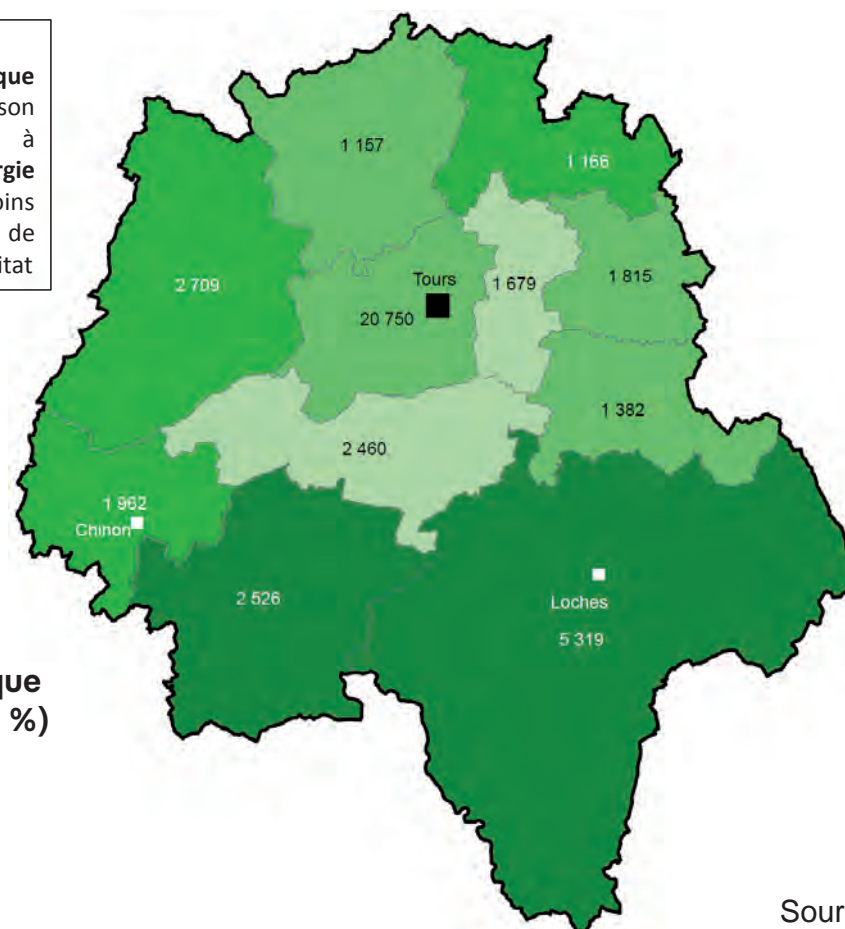 que
son
à
rgie
oins
de
itat
1 157
1 166
2 709
Tours
1 679
1 815
20 750
1 382
2 460
1 962
Chinon
2 526
Loches
5 319
que
%)
Sour